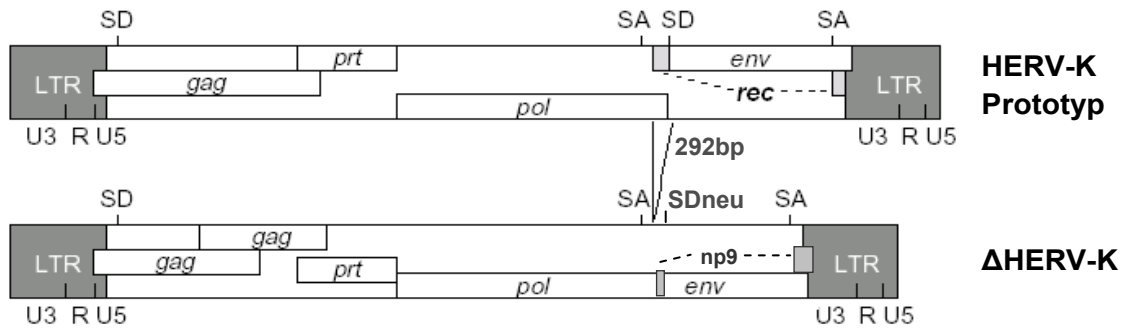 SD SA SD SA
prt env
LTR gag rec LTR
pol
HERV-K
Prototyp
U3 R U5 U3 R U5
292bp
SD SA SDneu SA
gag
LTR gag np9 LTR
prt
pol env
ΔHERV-K
U3 R U5 U3 R U5